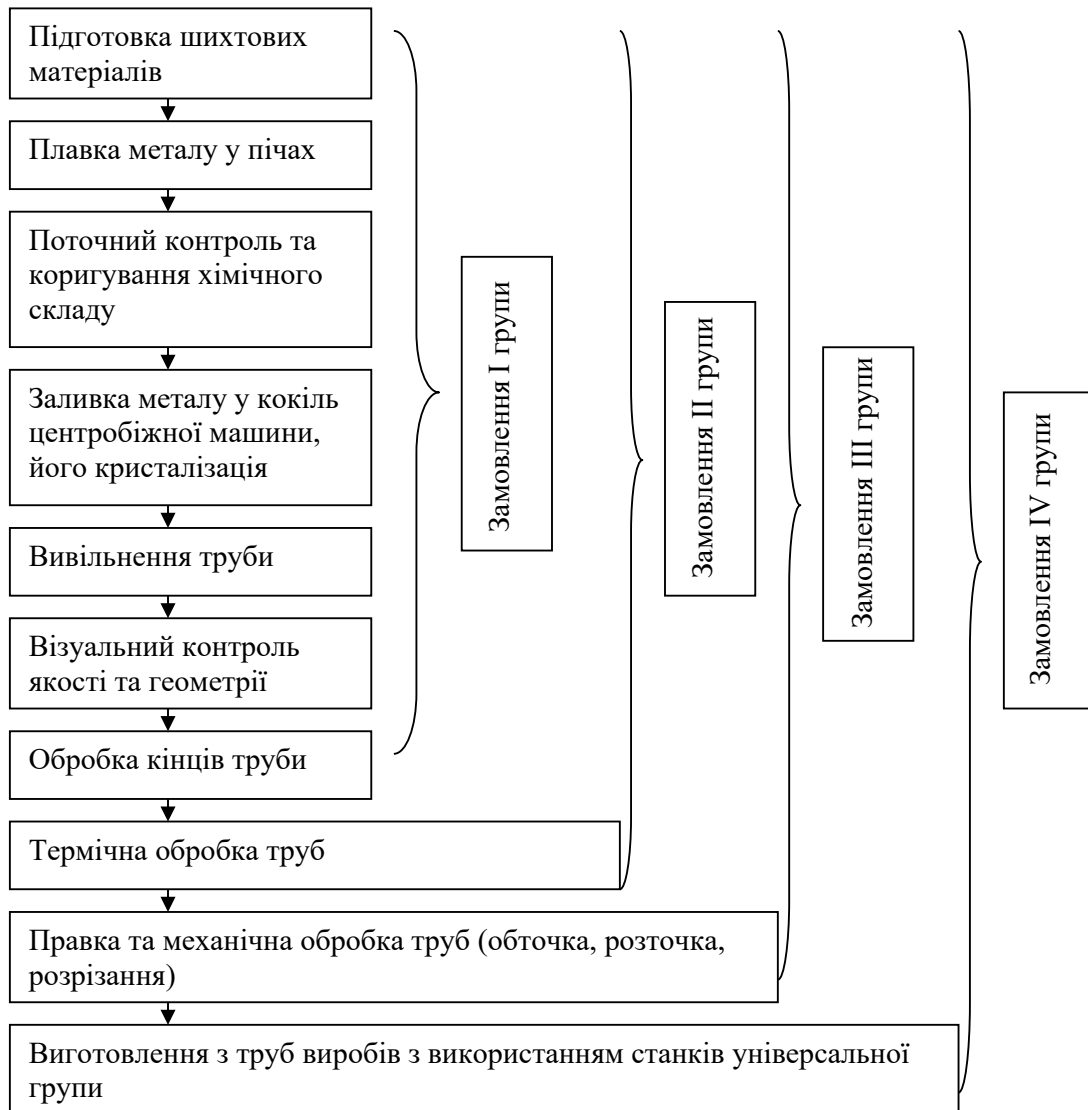 Підготовка шихтових
матеріалів
Плавка металу у пічах
Поточний контроль та
коригування хімічного
складу
Заливка металу у кокіль
центробіжної машини,
його кристалізація
Вивільнення труби
Візуальний контроль
якості та геометрії
Обробка кінців труби
Термічна обробка труб
Правка та механічна обробка труб (обточка, розточка,
розрізання)
Виготовлення з труб виробів з використанням станків універсальної
групи
Замовлення І групи
Замовлення ІІ групи
Замовлення ІІІ групи
Замовлення IV групи